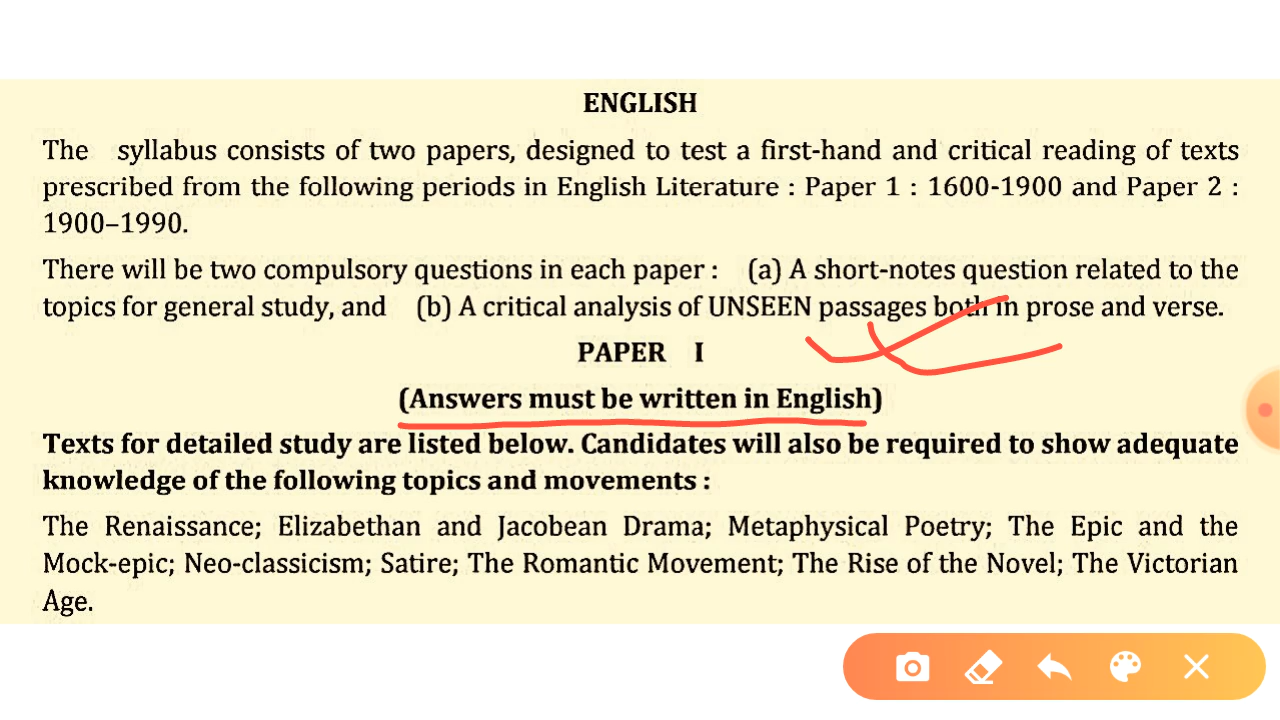 ENGLISH
The syllabus consists of two papers, designed to test a first-hand and critical reading of texts
prescribed from the following periods in English Literature : Paper 1 : 1600-1900 and Paper 2 :
1900–1990.
There will be two compulsory questions in each paper : (a) A short-notes question related to the
topics for general study, and (b) A critical analysis of UNSEEN passages both in prose and verse.
PAPER I
(Answers must be written in English)
Texts for detailed study are listed below. Candidates will also be required to show adequate
knowledge of the following topics and movements :
The Renaissance; Elizabethan and Jacobean Drama; Metaphysical Poetry; The Epic and the
Mock-epic; Neo-classicism; Satire; The Romantic Movement; The Rise of the Novel; The Victorian
Age.